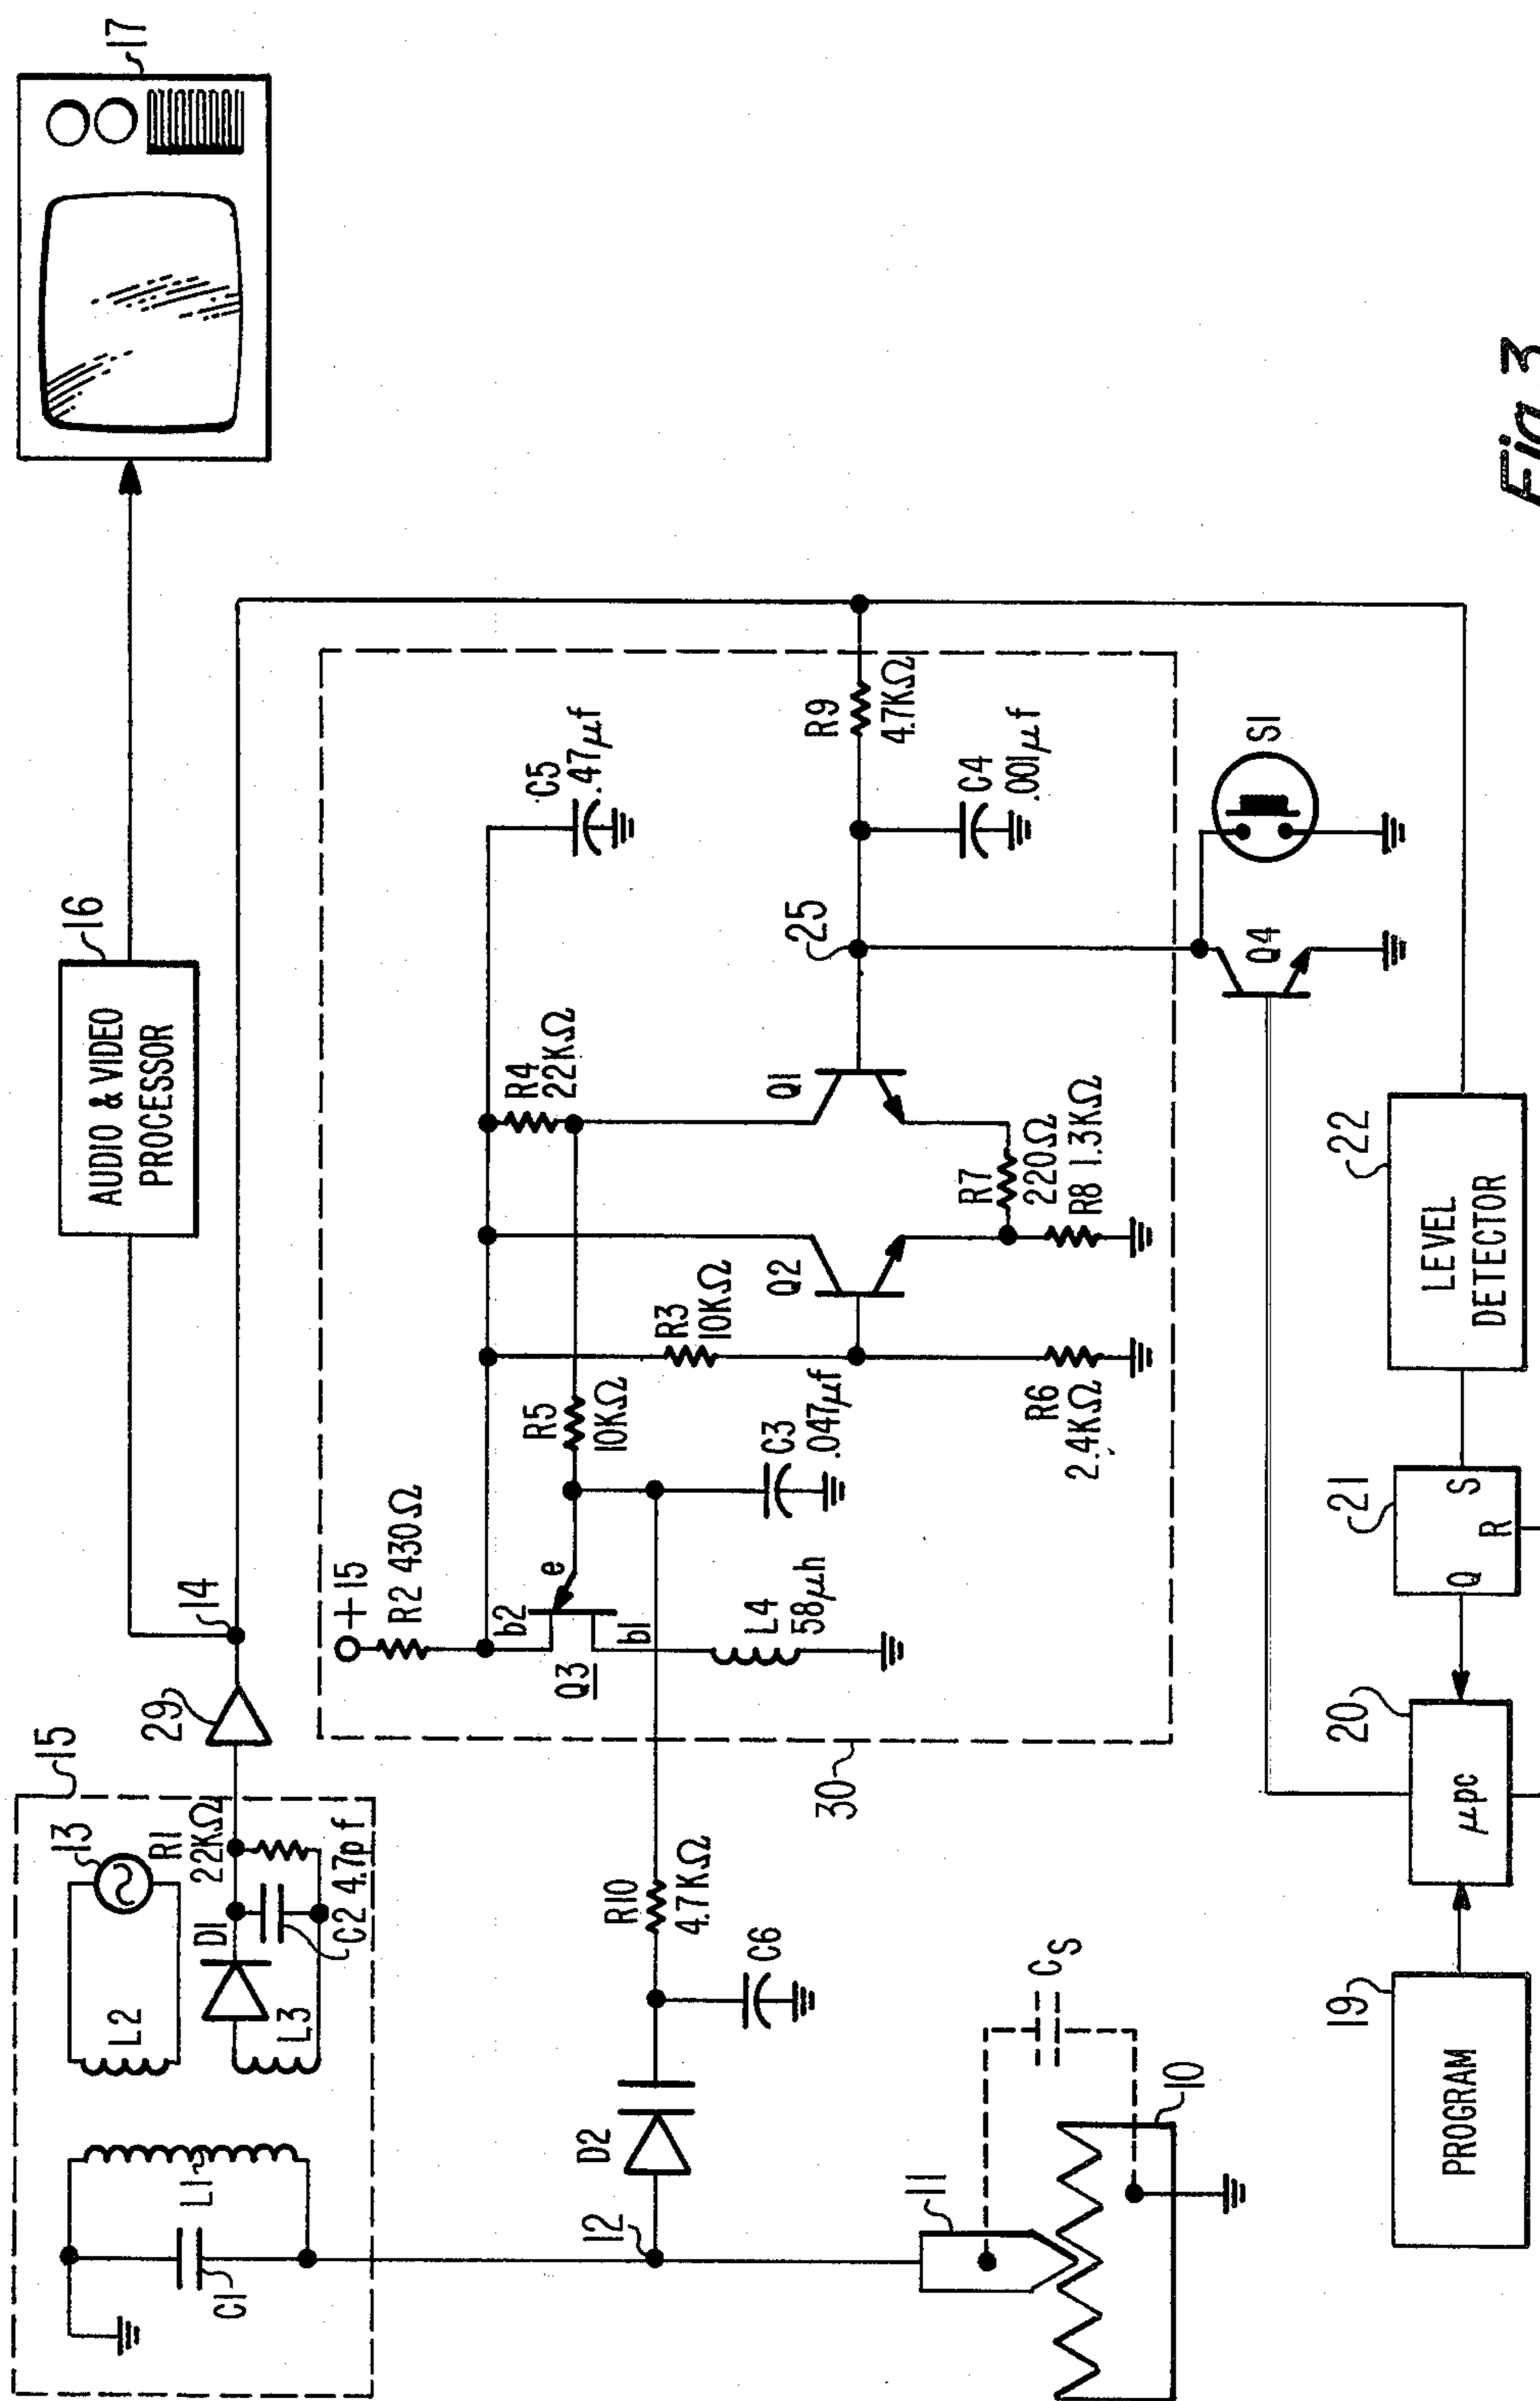 15
13
L2
R1
22KΩ
D1
C2 4.7pf
L3
L1
C1
29
14
AUDIO & VIDEO
PROCESSOR
16
17
+15
R2 430Ω
b2
e
Q3
b1
L4
58µh
R5
10KΩ
C3
.047µf
R3
10KΩ
R6
2.4KΩ
Q2
R4
22KΩ
Q1
R7
220Ω
R8 1.3KΩ
25
C5
.47µf
R9
4.7KΩ
C4
.001µf
30
12
D2
R10
4.7KΩ
C6
11
CS
10
Q4
S1
19
PROGRAM
20
µpc
21
Q S
R
22
LEVEL
DETECTOR
Fig. 3